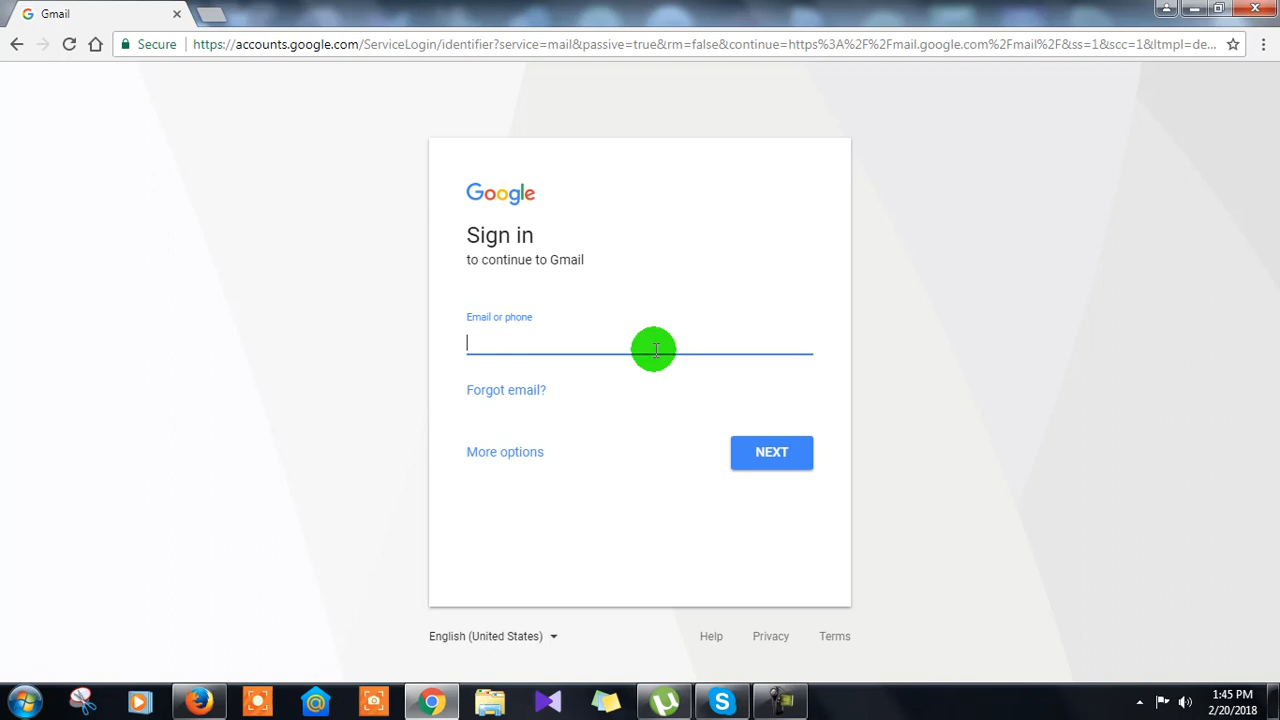 Gmail
Secure
https://accounts.google.com/ServiceLogin/identifier?service=mail&passive=true&rm=false&continue=https%3A%2F%2Fmail.google.com%2Fmail%2F&ss=1&scc=1&ltmpl=de...
Google
Sign in
to continue to Gmail
Email or phone
Forgot email?
More options
NEXT
English (United States)
Help
Privacy
Terms
1:45 PM
2/20/2018